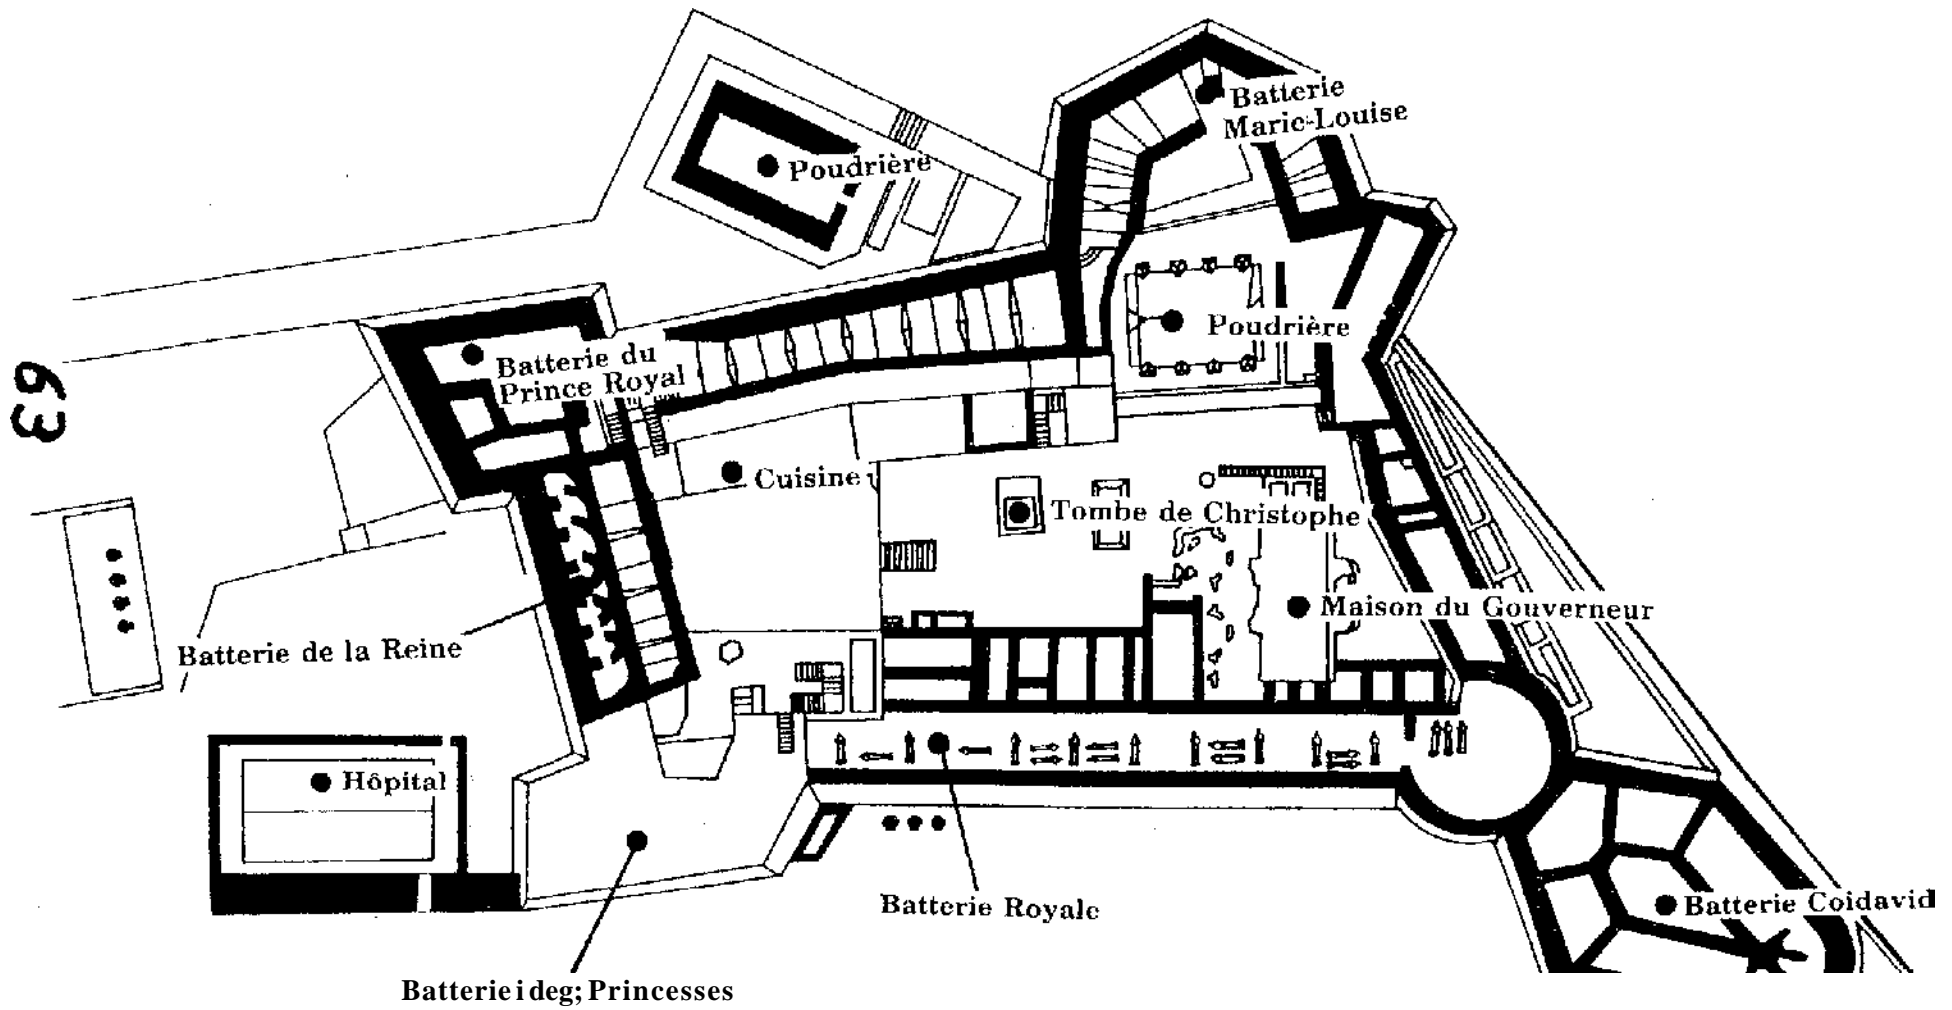 Batterie
Maric-Louise
Poudrière
Poudrière
Batterie du
Prince Royal
63
Cuisine
Tombe de Christophe
Maison du Gouverneur
Batterie de la Reine
Hôpital
Batterie Royale
Batterie Coidavid
Batterie i deg; Princesses